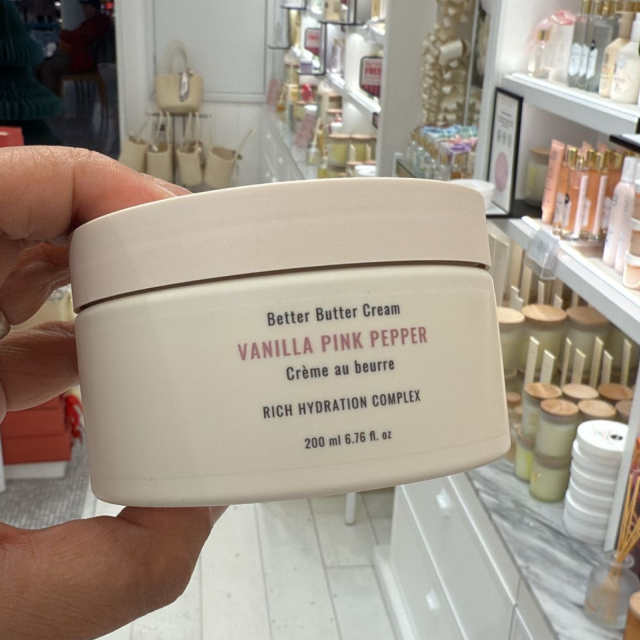 Better Butter Cream
VANILLA PINK PEPPER
Crème au beurre
RICH HYDRATION COMPLEX
200 ml 6.76 fl. oz